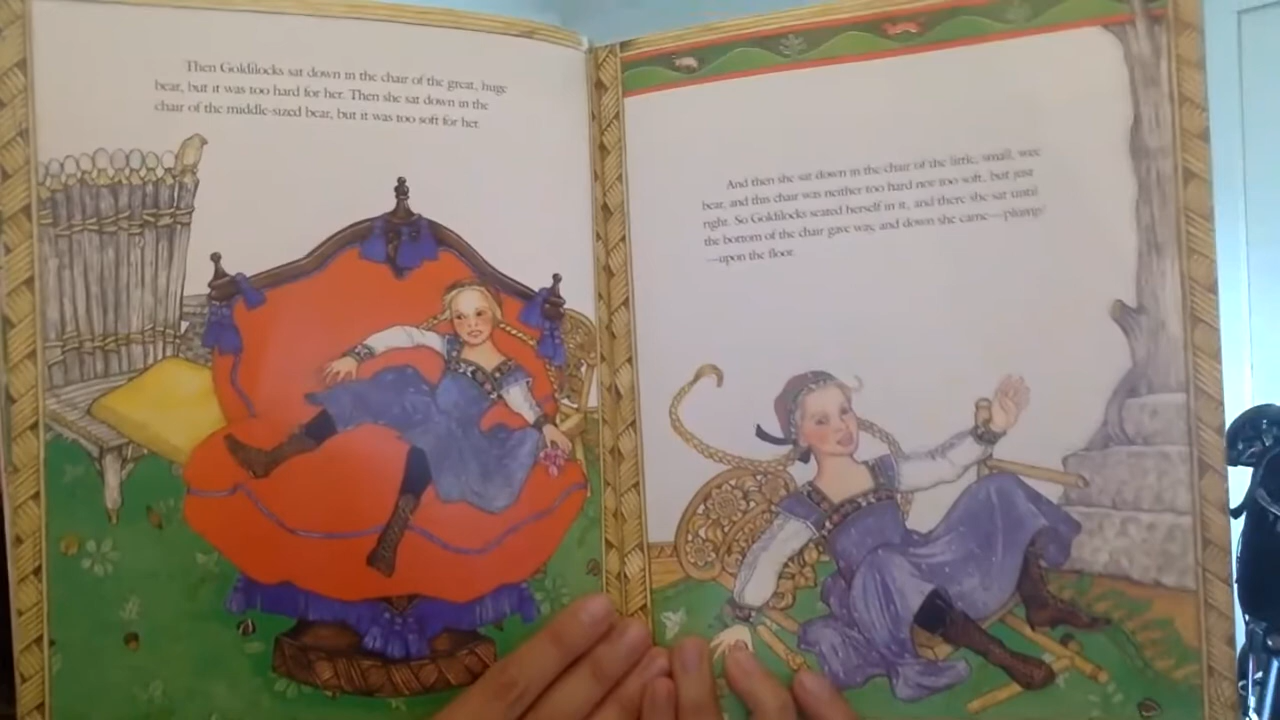 Then Goldilocks sat down in the chair of the great, huge
bear, but it was too hard for her. Then she sat down in the
chair of the middle-sized bear, but it was too soft for her.
And then she sat down in the chair of the little, small, wee
bear, and this chair was neither too hard nor too soft, but just
right. So Goldilocks seated herself in it, and there she sat until
the bottom of the chair gave way, and down she came—plump!
—upon the floor.